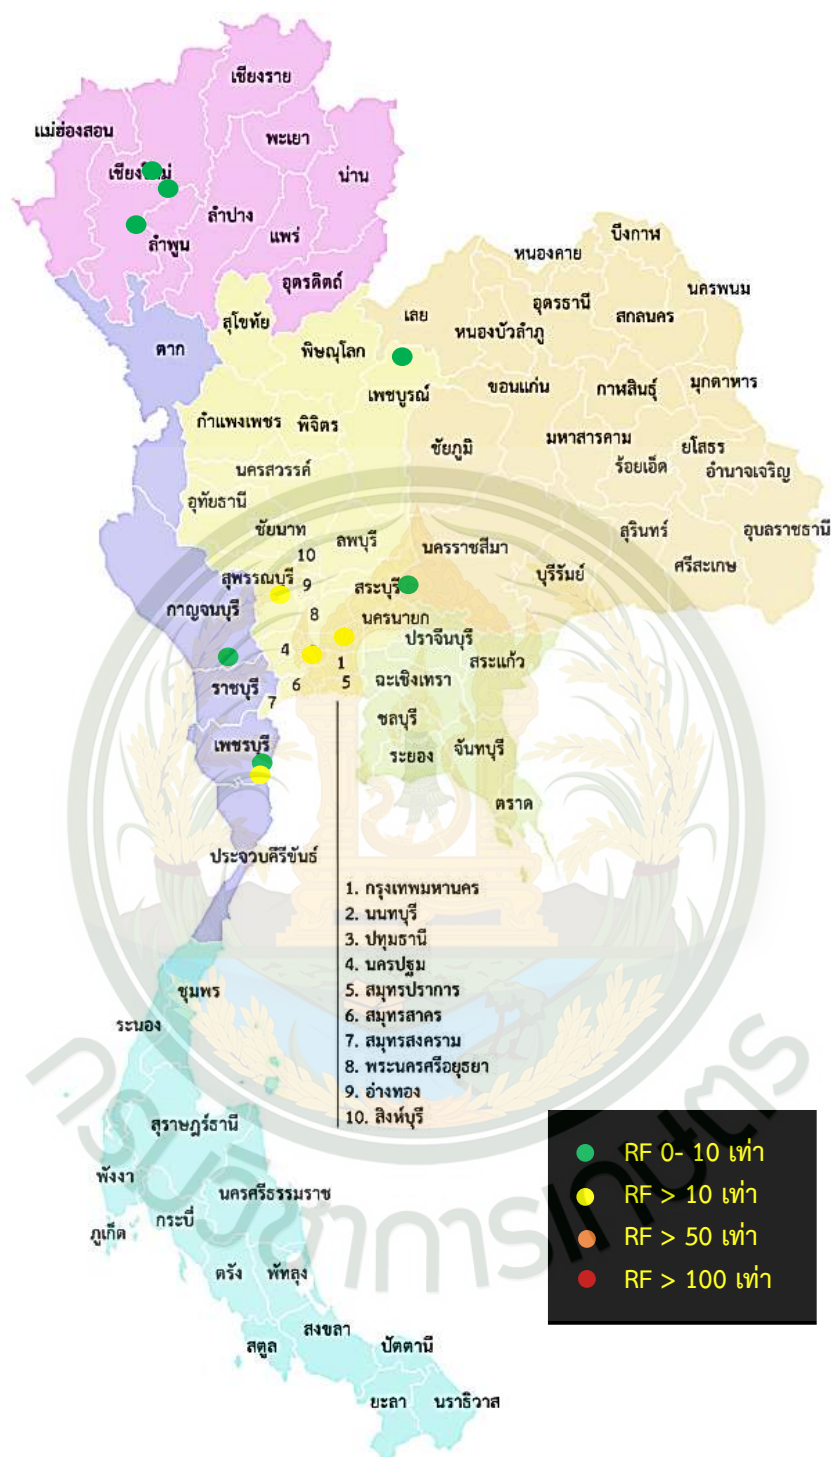 เชียงราย
แม่ฮ่องสอน
พะเยา
เชียงใหม่
น่าน
ลำปาง
แพร่
ลำพูน
อุตรดิตถ์
บึงกาฬ
หนองคาย
นครพนม
อุดรธานี
เลย
สกลนคร
สุโขทัย
หนองบัวลำภู
ตาก
พิษณุโลก
เพชบูรณ์
ขอนแก่น
กาฬสินธุ์
มุกดาหาร
กำแพงเพชร
พิจิตร
ชัยภูมิ
มหาสารคาม
ยโสธร
ร้อยเอ็ด
อำนาจเจริญ
นครสวรรค์
อุทัยธานี
ชัยนาท
ลพบุรี
นครราชสีมา
สุรินทร์
อุบลราชธานี
10
ศรีสะเกษ
สุพรรณบุรี
9
สระบุรี
บุรีรัมย์
กาญจนบุรี
8
นครนายก
ปราจีนบุรี
4
1
สระแก้ว
ราชบุรี
6
5
ฉะเชิงเทรา
7
ชลบุรี
เพชรบุรี
ระยอง
จันทบุรี
ตราด
ประจวบคีรีขันธ์
1. กรุงเทพมหานคร
2. นนทบุรี
3. ปทุมธานี
4. นครปฐม
5. สมุทรปราการ
6. สมุทรสาคร
7. สมุทรสงคราม
8. พระนครศรีอยุธยา
9. อ่างทอง
10. สิงห์บุรี
ชุมพร
ระนอง
สุราษฎร์ธานี
พังงา
นครศรีธรรมราช
กระบี่
ภูเก็ต
ตรัง
พัทลุง
สงขลา
สตูล
ปัตตานี
ยะลา
นราธิวาส
RF 0- 10 เท่า
RF > 10 เท่า
RF > 50 เท่า
RF > 100 เท่า
กรมวิชาการเกษตร